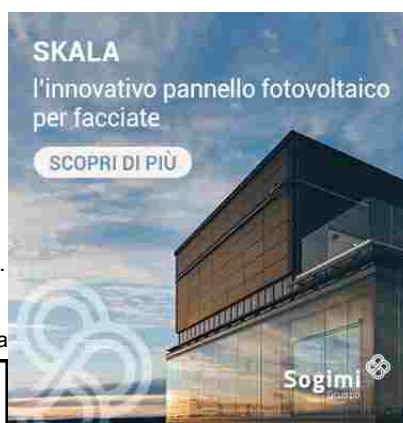 SKALA
l'innovativo pannello fotovoltaico
per facciate
SCOPRI DI PIÙ
.
a
Sogimi